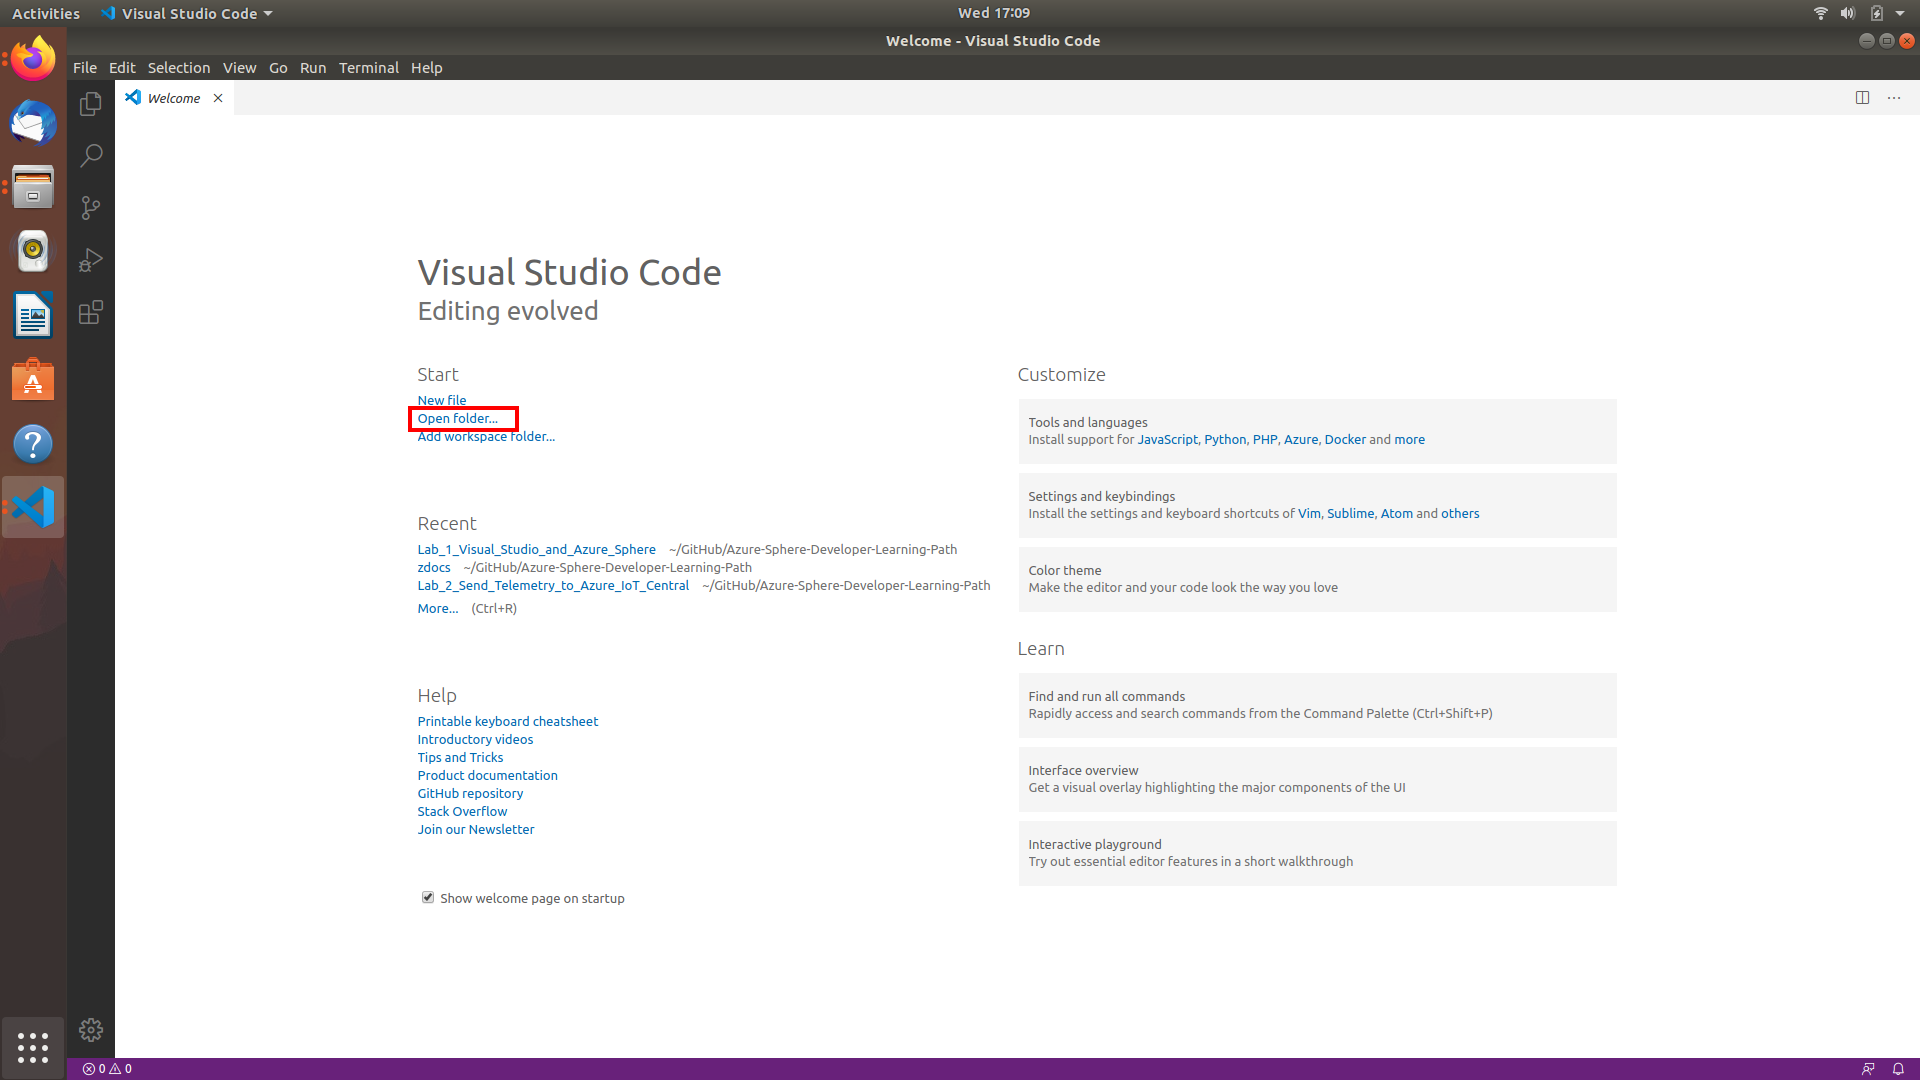 Activities Visual Studio Code Wed 17:09
Welcome - Visual Studio Code
File Edit Selection View Go Run Terminal Help
Welcome
Visual Studio Code
Editing evolved
Start
New file
Open folder...
Add workspace folder...
Recent
Lab_1_Visual_Studio_and_Azure_Sphere ~/GitHub/Azure-Sphere-Developer-Learning-Path
zdocs ~/GitHub/Azure-Sphere-Developer-Learning-Path
Lab_2_Send_Telemetry_to_Azure_IoT_Central ~/GitHub/Azure-Sphere-Developer-Learning-Path
More... (Ctrl+R)
Help
Printable keyboard cheatsheet
Introductory videos
Tips and Tricks
Product documentation
GitHub repository
Stack Overflow
Join our Newsletter
Show welcome page on startup
Customize
Tools and languages
Install support for JavaScript, Python, PHP, Azure, Docker and more
Settings and keybindings
Install the settings and keyboard shortcuts of Vim, Sublime, Atom and others
Color theme
Make the editor and your code look the way you love
Learn
Find and run all commands
Rapidly access and search commands from the Command Palette (Ctrl+Shift+P)
Interface overview
Get a visual overlay highlighting the major components of the UI
Interactive playground
Try out essential editor features in a short walkthrough
0 0